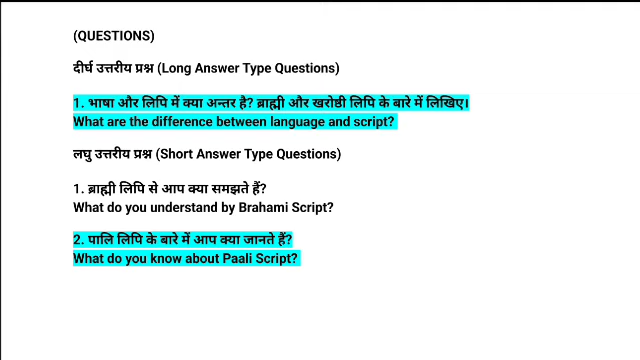 (QUESTIONS)
दीर्घ उत्तरीय प्रश्न (Long Answer Type Questions)
1. भाषा और लिपि में क्या अन्तर है? ब्राह्मी और खरोष्ठी लिपि के बारे में लिखिए।
What are the difference between language and script?
लघु उत्तरीय प्रश्न (Short Answer Type Questions)
1. ब्राह्मी लिपि से आप क्या समझते हैं?
What do you understand by Brahami Script?
2. पालि लिपि के बारे में आप क्या जानते हैं?
What do you know about Paali Script?